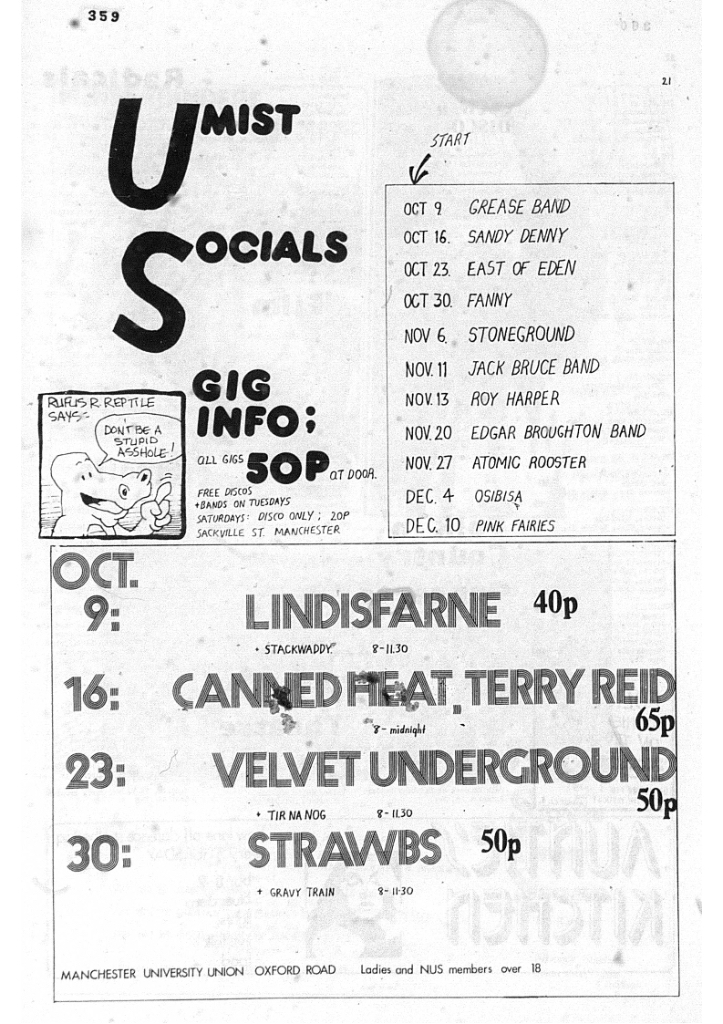 359
21
UMIST
SOCIALS
GIG
INFO;
ALL GIGS 50P AT DOOR.
FREE DISCOS
+BANDS ON TUESDAYS
SATURDAYS: DISCO ONLY; 20P
SACKVILLE ST. MANCHESTER
RUFUS R. REPTILE
SAYS:-
DON'T BE A
STUPID
ASSHOLE!
START
OCT 9 GREASE BAND
OCT 16. SANDY DENNY
OCT 23. EAST OF EDEN
OCT 30. FANNY
NOV 6. STONEGROUND
NOV. 11 JACK BRUCE BAND
NOV. 13 ROY HARPER
NOV. 20 EDGAR BROUGHTON BAND
NOV. 27 ATOMIC ROOSTER
DEC. 4 OSIBISA
DEC. 10 PINK FAIRIES
OCT.
9: LINDISFARNE 40p
+ STACKWADDY. 8-11.30
16: CANNED HEAT. TERRY REID
65p
8- midnight
23: VELVET UNDERGROUND
50p
+ TIR NA NOG 8-11.30
30: STRAWBS 50p
+ GRAVY TRAIN 8-11-30
MANCHESTER UNIVERSITY UNION OXFORD ROAD Ladies and NUS members over 18